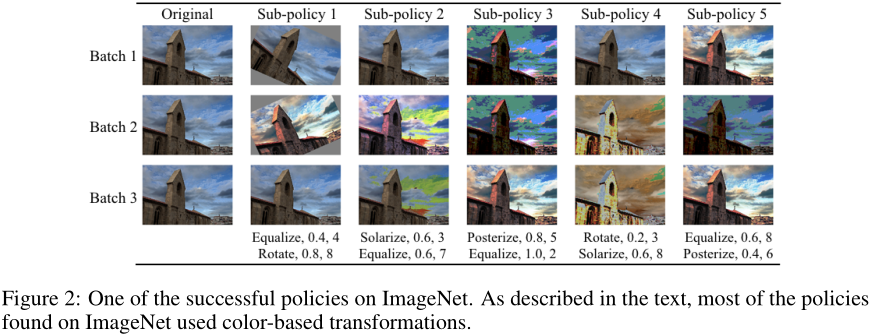 Original Sub-policy 1 Sub-policy 2 Sub-policy 3 Sub-policy 4 Sub-policy 5
Batch 1
Batch 2
Batch 3
Equalize, 0.4, 4 Solarize, 0.6, 3 Posterize, 0.8, 5 Rotate, 0.2, 3 Equalize, 0.6, 8
Rotate, 0.8, 8 Equalize, 0.6, 7 Equalize, 1.0, 2 Solarize, 0.6, 8 Posterize, 0.4, 6
Figure 2: One of the successful policies on ImageNet. As described in the text, most of the policies
found on ImageNet used color-based transformations.